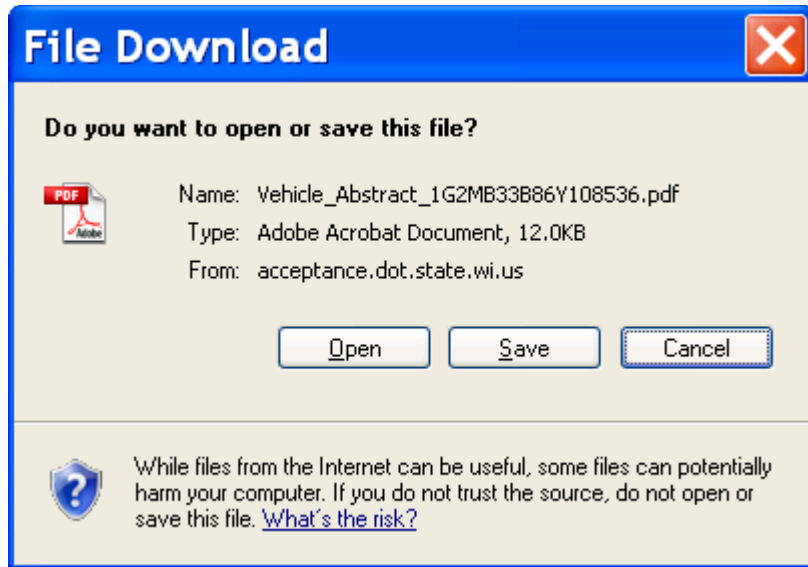 File Download
Do you want to open or save this file?
PDF
Adobe
Name: Vehicle_Abstract_1G2MB33B86Y108536.pdf
Type: Adobe Acrobat Document, 12.0KB
From: acceptance.dot.state.wi.us
Open Save Cancel
While files from the Internet can be useful, some files can potentially
harm your computer. If you do not trust the source, do not open or
save this file. What's the risk?